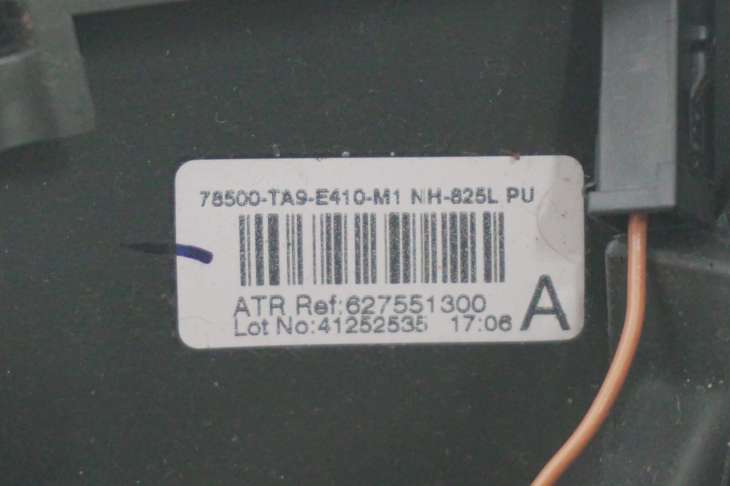 78500-TA9-E410-M1 NH-825L PU
ATR Ref:627551300
Lot No:41252535 17:06 A